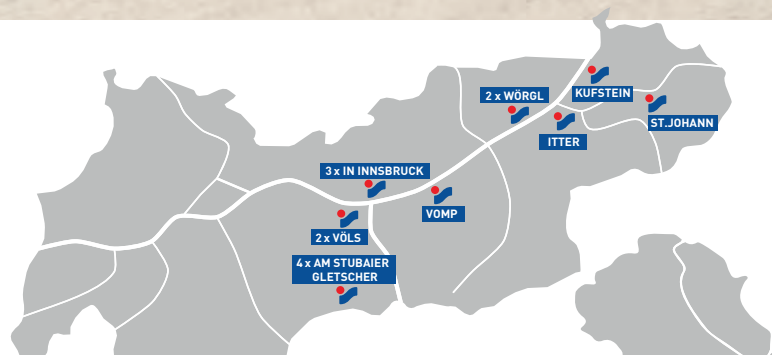 KUFSTEIN
2 x WÖRGL
ST.JOHANN
ITTER
3 x IN INNSBRUCK
VOMP
2 x VÖLS
4 x AM STUBAIER
GLETSCHER